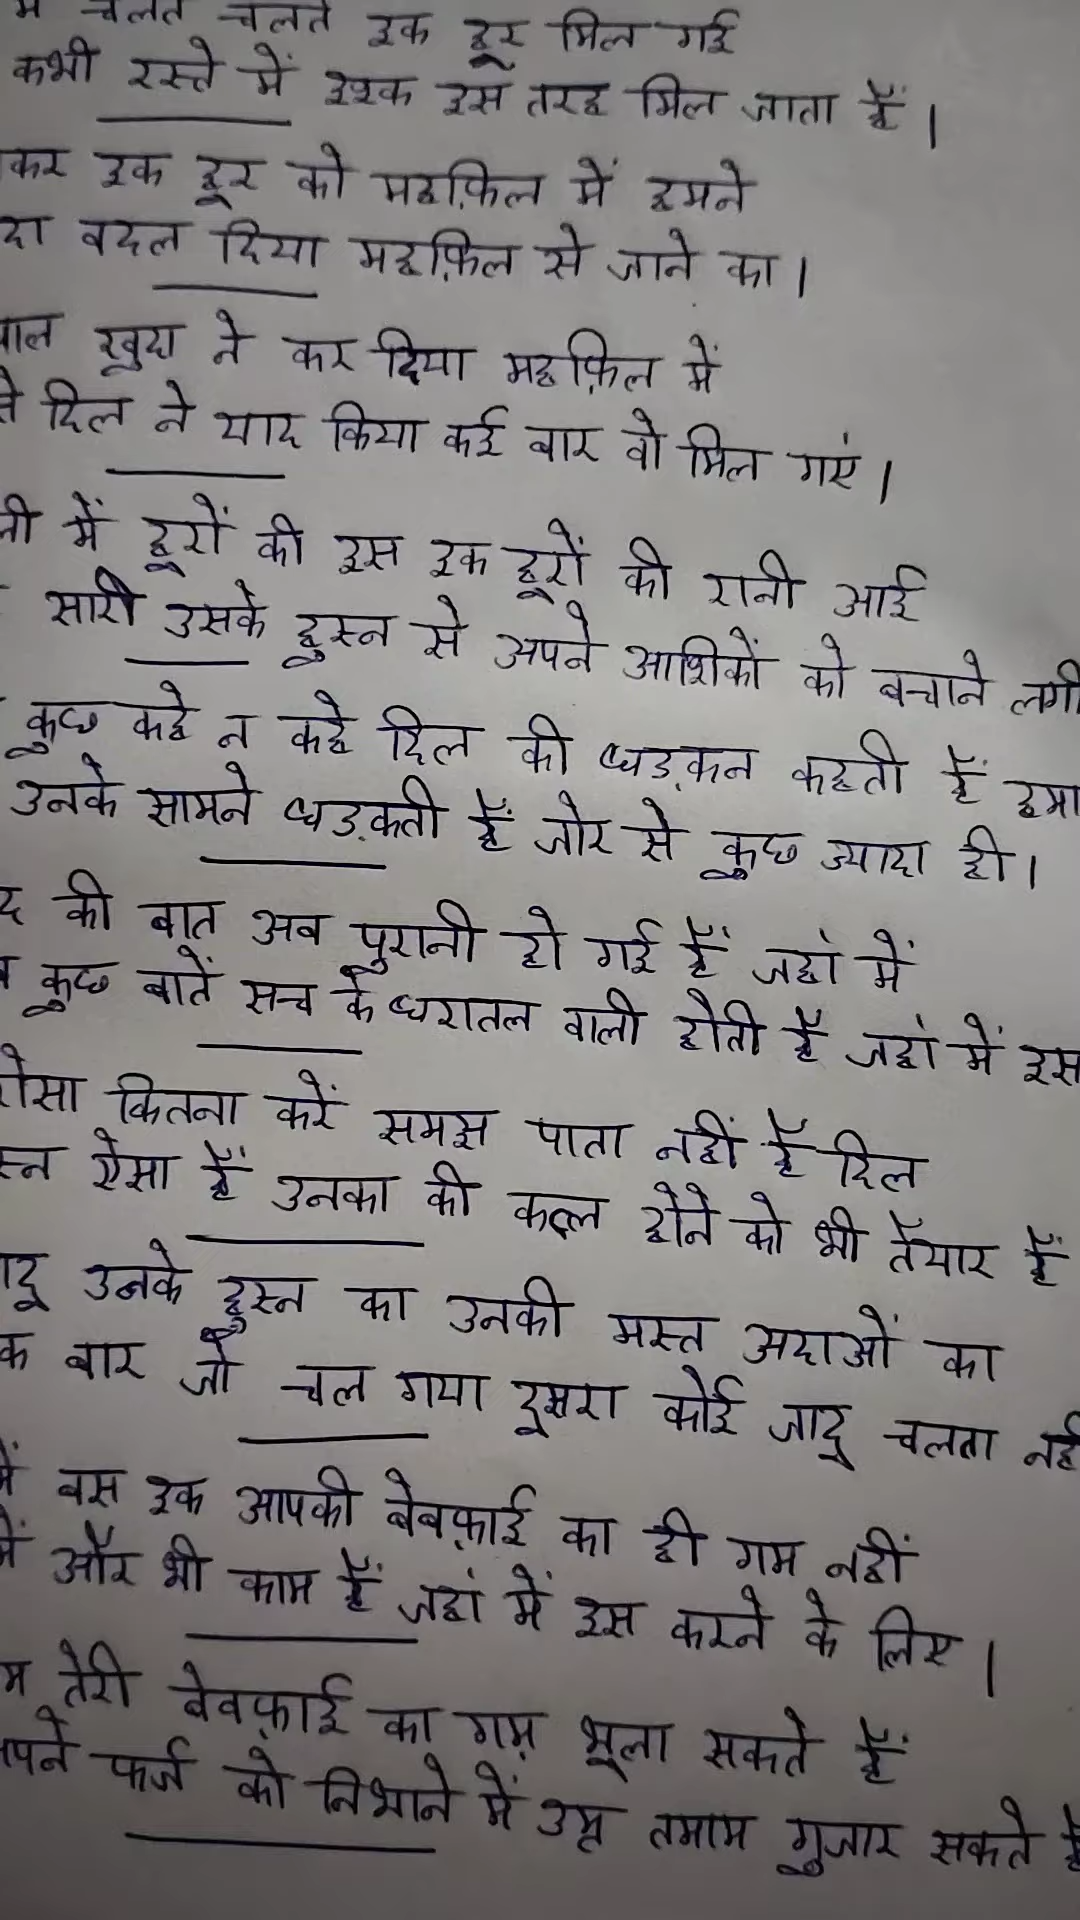 चलते चलते इक हूर मिल गई
कभी रस्ते में इश्क इस तरह मिल जाता हैं।
कर इक हूर को महफ़िल में हमने
बदल दिया महफ़िल से जाने का।
खुदा ने कर दिया महफ़िल में
दिल ने याद किया कई बार वो मिल गएं।
में हूरों की इस इक हूरों की रानी आई
सारी उसके हुस्न से अपने आशिकों को बचाने लगी
कुछ कहे न कहे दिल की धड़कन कहती हैं
उनके सामने धड़कती हैं जोर से कुछ ज्यादा ही।
की बात अब पुरानी हो गई हैं जहां में
कुछ बातें सच के धरातल वाली होती हैं जहां में इस
कितना करें समझ पाता नहीं हैं दिल
ऐसा हैं उनका की कत्ल होने को भी तैयार हैं
उनके हुस्न का उनकी मस्त अदाओं का
बार जो चल गया दूसरा कोई जादू चलता
बस इक आपकी बेवफ़ाई का ही गम नहीं
और भी काम हैं जहां में इस करने के लिए।
तेरी बेवफ़ाई का गम़ भूला सकते हैं
फर्ज को निभाने में उम्र तमाम गुजार सकते